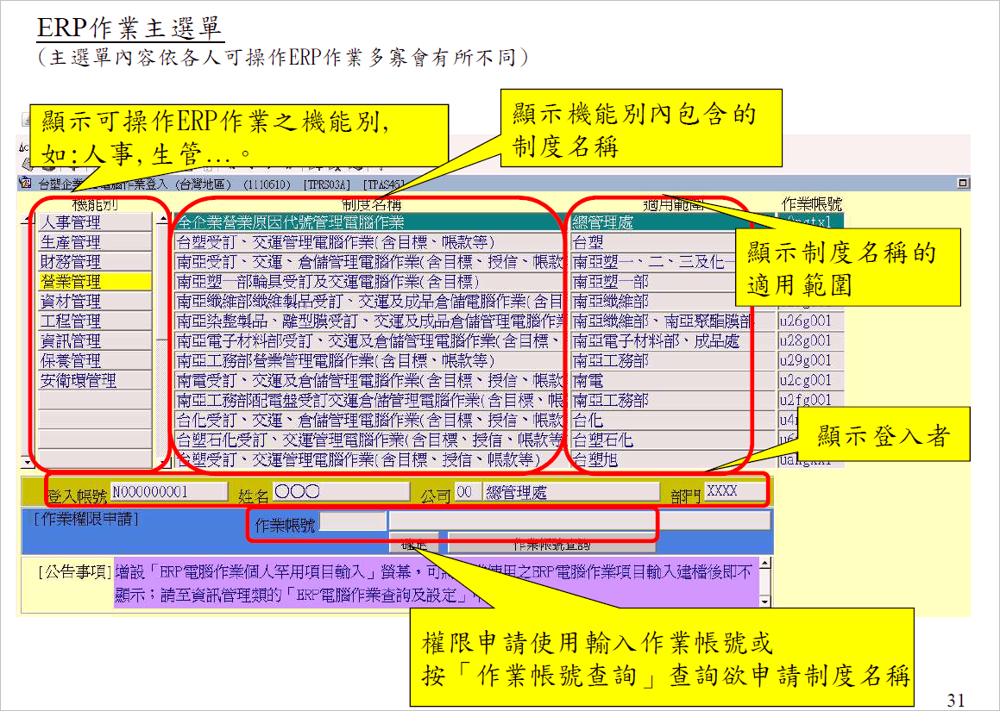 ERP作業主選單
(主選單內容依各人可操作ERP作業多寡會有所不同)
顯示可操作ERP作業之機能別,
如:人事,生管...。
顯示機能別內包含的
制度名稱
台塑企業 電腦作業登入 (台灣地區) (1110610) [TPRS03A] [TPAS46]
機能別 制度名稱 適用範圍 作業帳號
人事管理 全企業營業原因代號管理電腦作業 總管理處
生產管理 台塑受訂、交運管理電腦作業(含目標、帳款等) 台塑
財務管理 南亞受訂、交運、倉儲管理電腦作業(含目標、授信、帳款 南亞塑一、二、三及化一
營業管理 南亞塑一部輪具受訂及交運電腦作業(含目標) 南亞塑一部
資材管理 南亞纖維部纖維製品受訂、交運及成品倉儲電腦作業(含目 南亞纖維部
工程管理 南亞染整製品、離型膜受訂、交運及成品倉儲管理電腦作業 南亞纖維部、南亞聚酯膜部 u26g001
資訊管理 南亞電子材料部受訂、交運及倉儲管理電腦作業(含目標、 南亞電子材料部、成品處 u28g001
保養管理 南亞工務部營業管理電腦作業(含目標、帳款等) 南亞工務部 u29g001
安衛環管理 南電受訂、交運及倉儲管理電腦作業(含目標、授信、帳款 南電 u2cg001
南亞工務部配電盤受訂交運倉儲管理電腦作業(含目標、帳 南亞工務部 u2fg001
台化受訂、交運、倉儲管理電腦作業(含目標、授信、帳款 台化
台塑石化受訂、交運管理電腦作業(含目標、授信、帳款等 台塑石化
台塑受訂、交運管理電腦作業(含目標、授信、帳款等) 台塑旭
顯示制度名稱的
適用範圍
顯示登入者
登入帳號 N000000001 姓名 〇〇〇 公司 00 總管理處 部門 XXXX
[作業權限申請] 作業帳號
確定 作業帳號查詢
[公告事項] 增設「ERP電腦作業個人罕用項目輸入」螢幕,可將 使用之ERP電腦作業項目輸入建檔後即不
顯示;請至資訊管理類的「ERP電腦作業查詢及設定」
權限申請使用輸入作業帳號或
按「作業帳號查詢」查詢欲申請制度名稱
31